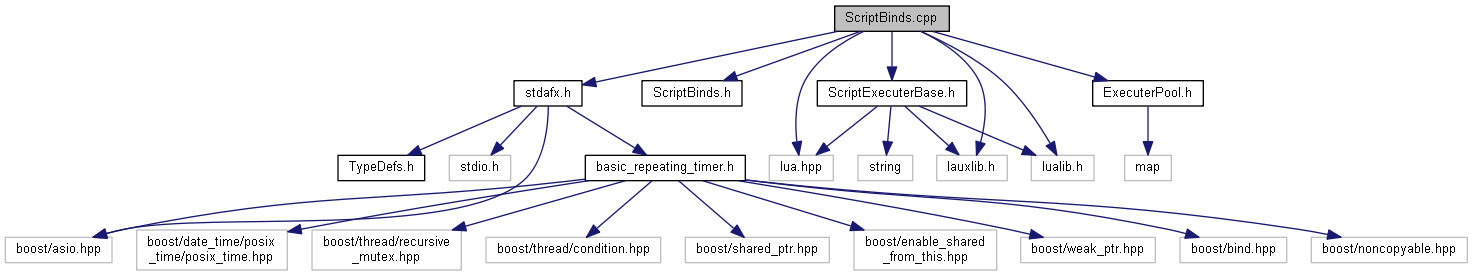 ScriptBinds.cpp
stdafx.h
ScriptBinds.h
ScriptExecuterBase.h
ExecuterPool.h
TypeDefs.h
stdio.h
basic_repeating_timer.h
lua.hpp
string
lauxlib.h
lualib.h
map
boost/asio.hpp
boost/date_time/posix
_time/posix_time.hpp
boost/thread/recursive
_mutex.hpp
boost/thread/condition.hpp
boost/shared_ptr.hpp
boost/enable_shared
_from_this.hpp
boost/weak_ptr.hpp
boost/bind.hpp
boost/noncopyable.hpp